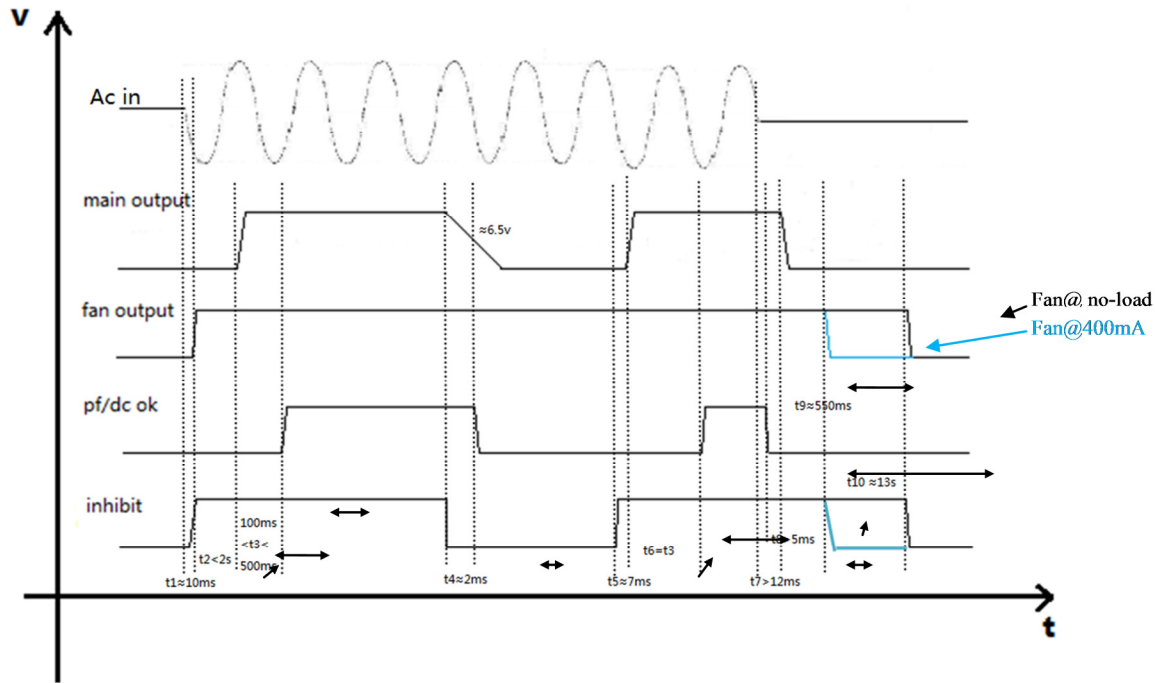 V
Ac in
main output
≈6.5v
fan output
Fan@ no-load
Fan@400mA
t9≈550ms
pf/dc ok
t10 ≈13s
inhibit
100ms
<t3<
500ms
t2<2s
t6=t3
5ms
t1≈10ms
t4≈2ms
t5≈7ms
t7>12ms
t